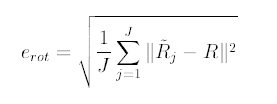 e_{rot} = \sqrt{\frac{1}{J} \sum_{j=1}^{J} \| \tilde{R}_j - R \|^2}